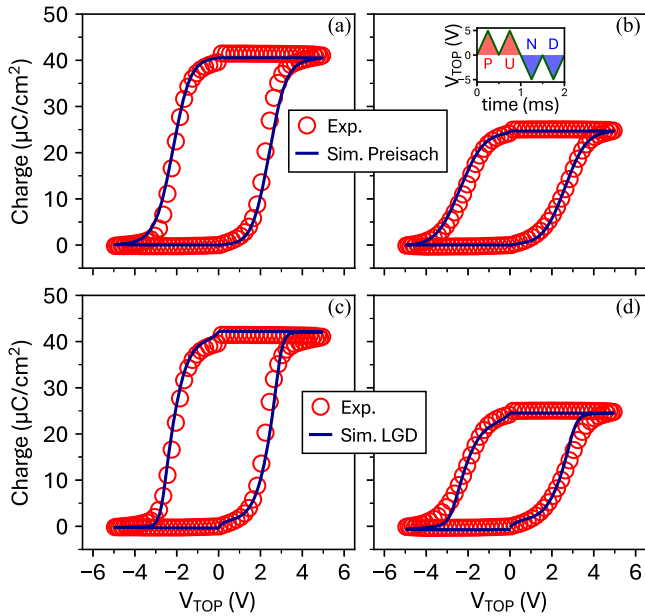 (a)
50
40
30
20
10
0
Charge (µC/cm²)
Exp.
Sim. Preisach
(b)
V_TOP (V)
5
0
−5
P U N D
0 1 2
time (ms)
(c)
50
40
30
20
10
0
Charge (µC/cm²)
Exp.
Sim. LGD
(d)
−6 −4 −2 0 2 4 6
V_TOP (V)
−6 −4 −2 0 2 4 6
V_TOP (V)